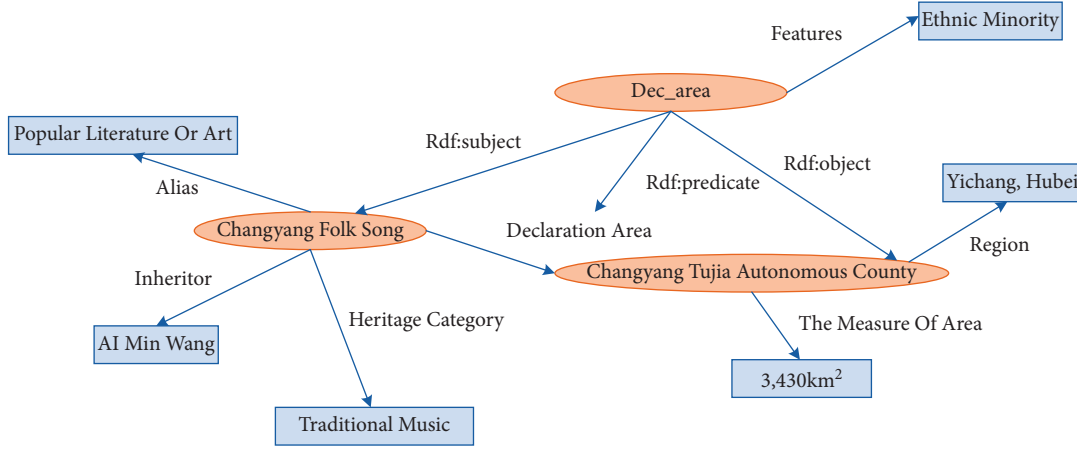 Ethnic Minority
Features
Dec_area
Popular Literature Or Art
Rdf:subject
Rdf:object
Rdf:predicate
Alias
Yichang, Hubei
Changyang Folk Song
Declaration Area
Region
Changyang Tujia Autonomous County
Inheritor
Heritage Category
The Measure Of Area
AI Min Wang
3,430km²
Traditional Music